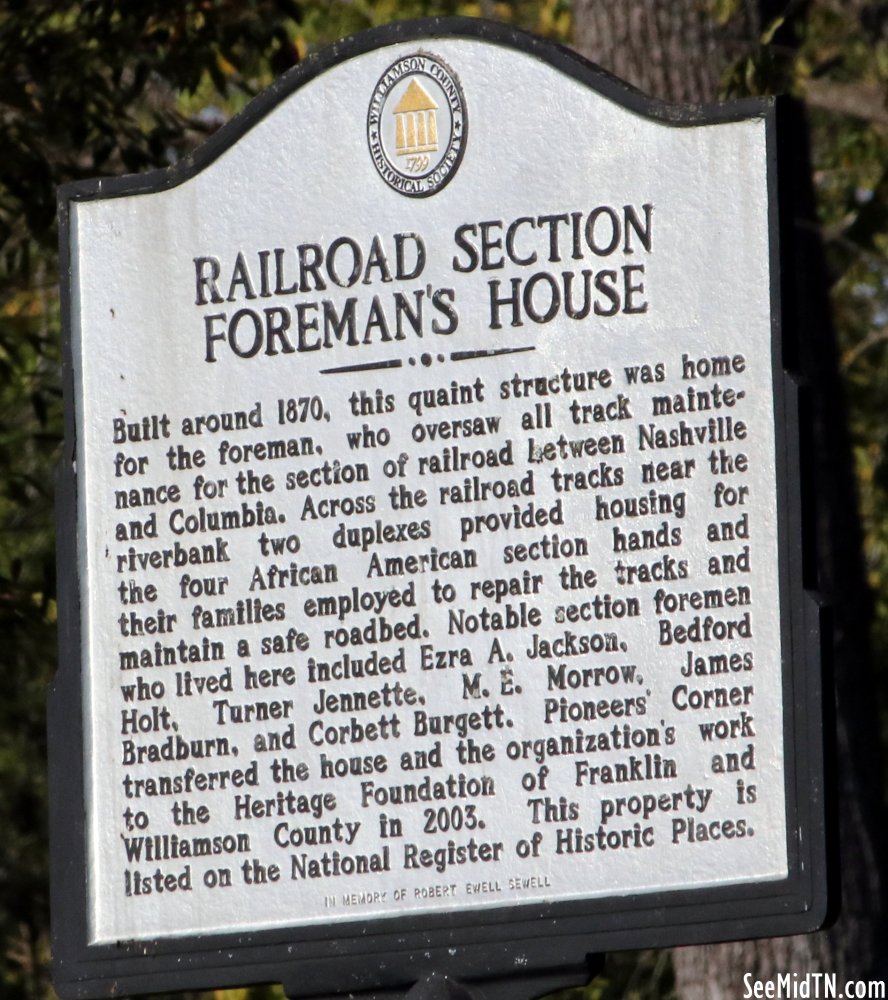 WILLIAMSON COUNTY
HISTORICAL SOCIETY
1799
RAILROAD SECTION
FOREMAN'S HOUSE
Built around 1870, this quaint structure was home
for the foreman, who oversaw all track mainte-
nance for the section of railroad between Nashville
and Columbia. Across the railroad tracks near the
riverbank two duplexes provided housing for
the four African American section hands and
their families employed to repair the tracks and
maintain a safe roadbed. Notable section foremen
who lived here included Ezra A. Jackson, Bedford
Holt, Turner Jennette, M. E. Morrow, James
Bradburn, and Corbett Burgett. Pioneers' Corner
transferred the house and the organization's work
to the Heritage Foundation of Franklin and
Williamson County in 2003. This property is
listed on the National Register of Historic Places.
IN MEMORY OF ROBERT EWELL SEWELL
SeeMidTN.com